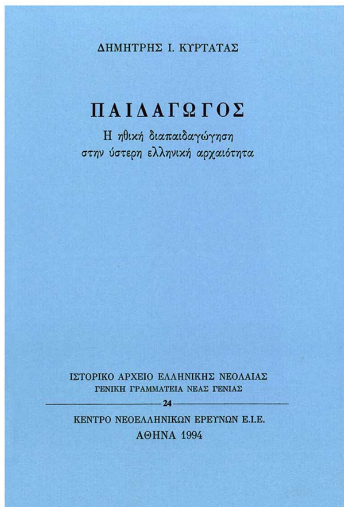 ΔΗΜΗΤΡΗΣ Ι. ΚΥΡΤΑΤΑΣ
ΠΑΙΔΑΓΩΓΟΣ
Η ηθική διαπαιδαγώγηση
στην ύστερη ελληνική αρχαιότητα
ΙΣΤΟΡΙΚΟ ΑΡΧΕΙΟ ΕΛΛΗΝΙΚΗΣ ΝΕΟΛΑΙΑΣ
ΓΕΝΙΚΗ ΓΡΑΜΜΑΤΕΙΑ ΝΕΑΣ ΓΕΝΙΑΣ
24
ΚΕΝΤΡΟ ΝΕΟΕΛΛΗΝΙΚΩΝ ΕΡΕΥΝΩΝ Ε.Ι.Ε.
ΑΘΗΝΑ 1994